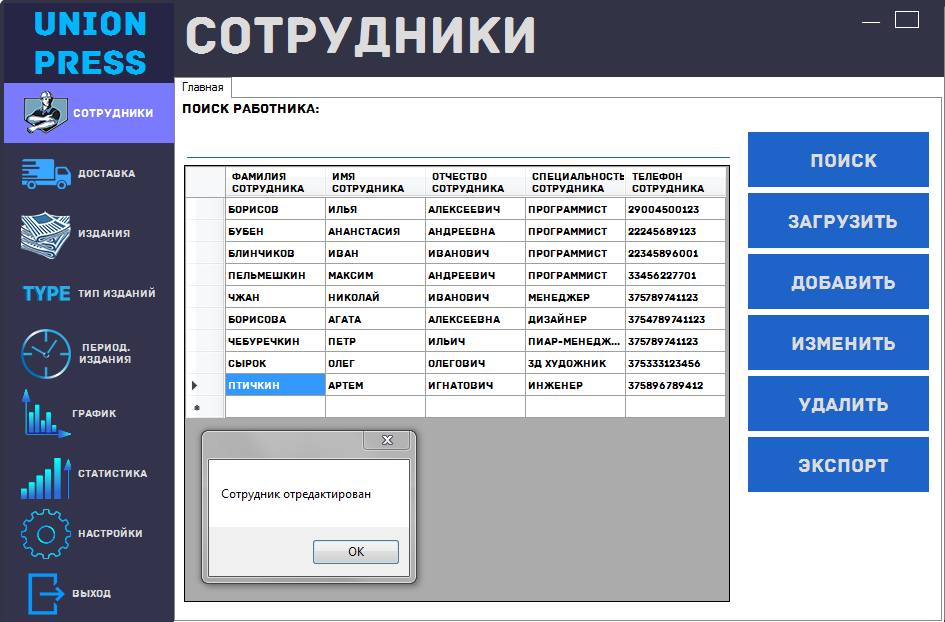 UNION
PRESS
СОТРУДНИКИ
СОТРУДНИКИ
ДОСТАВКА
ИЗДАНИЯ
TYPE ТИП ИЗДАНИЙ
ПЕРИОД.
ИЗДАНИЯ
ГРАФИК
СТАТИСТИКА
НАСТРОЙКИ
ВЫХОД
Главная
ПОИСК РАБОТНИКА:
ФАМИЛИЯ СОТРУДНИКА ИМЯ СОТРУДНИКА ОТЧЕСТВО СОТРУДНИКА СПЕЦИАЛЬНОСТЬ СОТРУДНИКА ТЕЛЕФОН СОТРУДНИКА
БОРИСОВ ИЛЬЯ АЛЕКСЕЕВИЧ ПРОГРАММИСТ 29004500123
БУБЕН АНАНСТАСИЯ АНДРЕЕВНА ПРОГРАММИСТ 22245689123
БЛИНЧИКОВ ИВАН ИВАНОВИЧ ПРОГРАММИСТ 22345896001
ПЕЛЬМЕШКИН МАКСИМ АНДРЕЕВИЧ ПРОГРАММИСТ 33456227701
ЧЖАН НИКОЛАЙ ИВАНОВИЧ МЕНЕДЖЕР 375789741123
БОРИСОВА АГАТА АЛЕКСЕЕВНА ДИЗАЙНЕР 3754789741123
ЧЕБУРЕЧКИН ПЕТР ИЛЬИЧ ПИАР-МЕНЕДЖ... 375789741123
СЫРОК ОЛЕГ ОЛЕГОВИЧ 3Д ХУДОЖНИК 375333123456
ПТИЧКИН АРТЕМ ИГНАТОВИЧ ИНЖЕНЕР 375896789412
Сотрудник отредактирован
OK
ПОИСК
ЗАГРУЗИТЬ
ДОБАВИТЬ
ИЗМЕНИТЬ
УДАЛИТЬ
ЭКСПОРТ